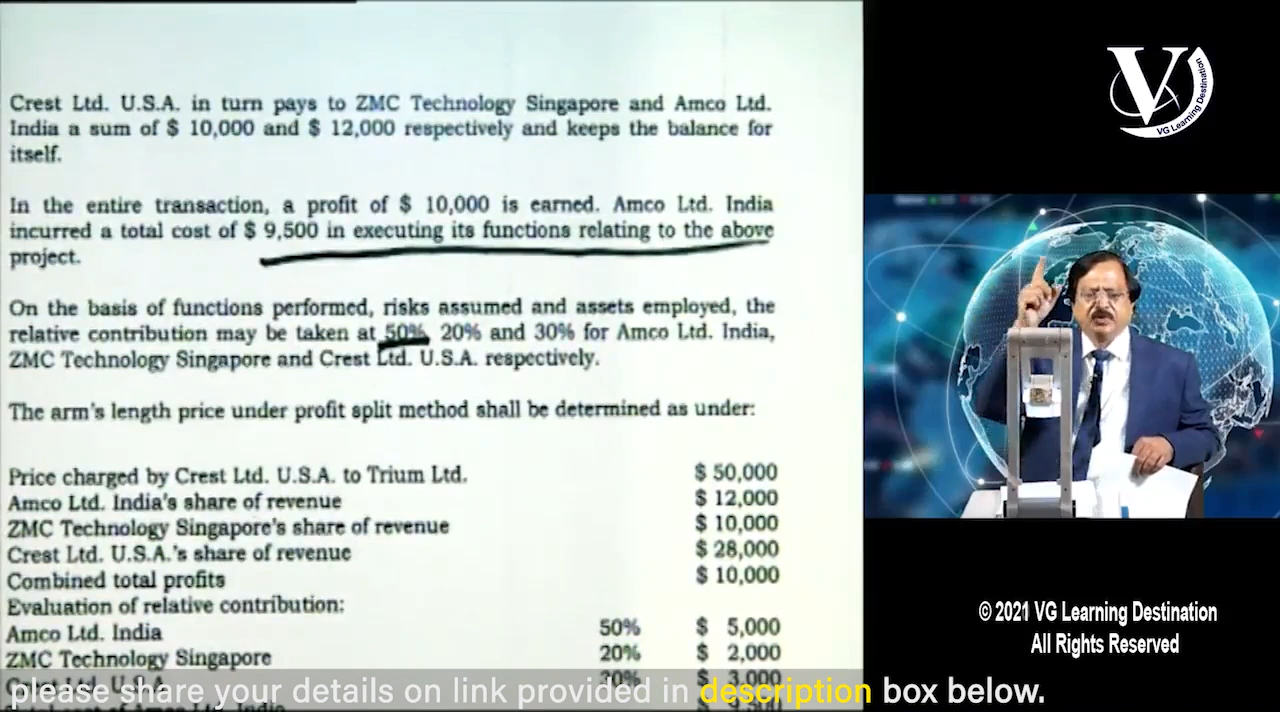 Crest Ltd. U.S.A. in turn pays to ZMC Technology Singapore and Amco Ltd.
India a sum of $ 10,000 and $ 12,000 respectively and keeps the balance for
itself.
In the entire transaction, a profit of $ 10,000 is earned. Amco Ltd. India
incurred a total cost of $ 9,500 in executing its functions relating to the above
project.
On the basis of functions performed, risks assumed and assets employed, the
relative contribution may be taken at 50%, 20% and 30% for Amco Ltd. India,
ZMC Technology Singapore and Crest Ltd. U.S.A. respectively.
The arm's length price under profit split method shall be determined as under:
Price charged by Crest Ltd. U.S.A. to Trium Ltd. $ 50,000
Amco Ltd. India's share of revenue $ 12,000
ZMC Technology Singapore's share of revenue $ 10,000
Crest Ltd. U.S.A.'s share of revenue $ 28,000
Combined total profits $ 10,000
Evaluation of relative contribution:
Amco Ltd. India 50% $ 5,000
ZMC Technology Singapore 20% $ 2,000
Crest Ltd. U.S.A. 30% $ 3,000
please share your details on link provided in description box below.
V
VG Learning Destination
© 2021 VG Learning Destination
All Rights Reserved